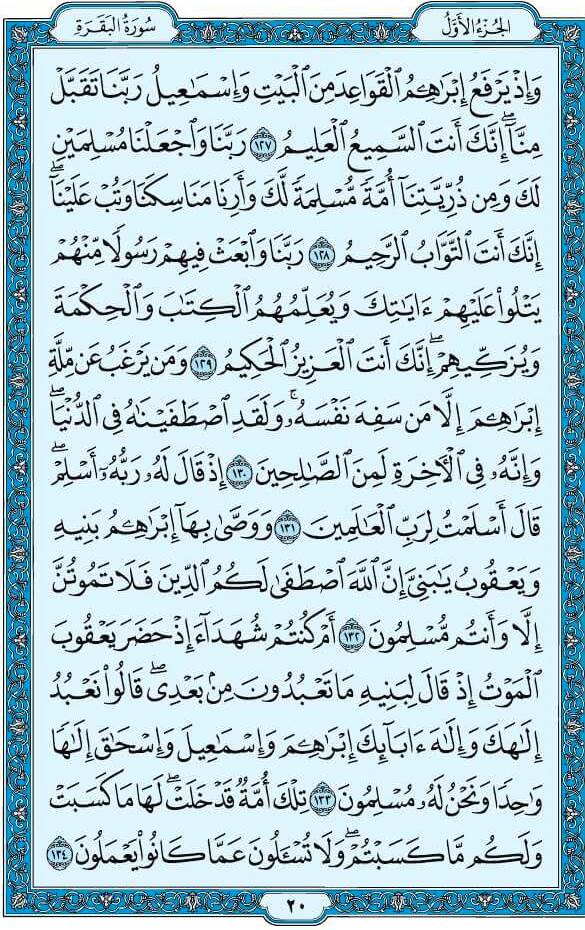 الجُزْءُ الأَوَّلُ
سُورَةُ البَقَرَةِ
وَإِذْ يَرْفَعُ إِبْرَٰهِـۧمُ ٱلْقَوَاعِدَ مِنَ ٱلْبَيْتِ وَإِسْمَـٰعِيلُ رَبَّنَا تَقَبَّلْ
مِنَّآ ۖ إِنَّكَ أَنتَ ٱلسَّمِيعُ ٱلْعَلِيمُ ١٢٧ رَبَّنَا وَٱجْعَلْنَا مُسْلِمَيْنِ
لَكَ وَمِن ذُرِّيَّتِنَآ أُمَّةً مُّسْلِمَةً لَّكَ وَأَرِنَا مَنَاسِكَنَا وَتُبْ عَلَيْنَآ ۖ
إِنَّكَ أَنتَ ٱلتَّوَّابُ ٱلرَّحِيمُ ١٢٨ رَبَّنَا وَٱبْعَثْ فِيهِمْ رَسُولًا مِّنْهُمْ
يَتْلُوا۟ عَلَيْهِمْ ءَايَـٰتِكَ وَيُعَلِّمُهُمُ ٱلْكِتَـٰبَ وَٱلْحِكْمَةَ
وَيُزَكِّيهِمْ ۚ إِنَّكَ أَنتَ ٱلْعَزِيزُ ٱلْحَكِيمُ ١٢٩ وَمَن يَرْغَبُ عَن مِّلَّةِ
إِبْرَٰهِـۧمَ إِلَّا مَن سَفِهَ نَفْسَهُۥ ۚ وَلَقَدِ ٱصْطَفَيْنَـٰهُ فِى ٱلدُّنْيَا ۖ
وَإِنَّهُۥ فِى ٱلْـَٔاخِرَةِ لَمِنَ ٱلصَّـٰلِحِينَ ١٣٠ إِذْ قَالَ لَهُۥ رَبُّهُۥٓ أَسْلِمْ ۖ
قَالَ أَسْلَمْتُ لِرَبِّ ٱلْعَـٰلَمِينَ ١٣١ وَوَصَّىٰ بِهَآ إِبْرَٰهِـۧمُ بَنِيهِ
وَيَعْقُوبُ يَـٰبَنِىَّ إِنَّ ٱللَّهَ ٱصْطَفَىٰ لَكُمُ ٱلدِّينَ فَلَا تَمُوتُنَّ
إِلَّا وَأَنتُم مُّسْلِمُونَ ١٣٢ أَمْ كُنتُمْ شُهَدَآءَ إِذْ حَضَرَ يَعْقُوبَ
ٱلْمَوْتُ إِذْ قَالَ لِبَنِيهِ مَا تَعْبُدُونَ مِنۢ بَعْدِى ۖ قَالُوا۟ نَعْبُدُ
إِلَـٰهَكَ وَإِلَـٰهَ ءَابَآئِكَ إِبْرَٰهِـۧمَ وَإِسْمَـٰعِيلَ وَإِسْحَـٰقَ إِلَـٰهًا
وَٰحِدًا وَنَحْنُ لَهُۥ مُسْلِمُونَ ١٣٣ تِلْكَ أُمَّةٌ قَدْ خَلَتْ ۖ لَهَا مَا كَسَبَتْ
وَلَكُم مَّا كَسَبْتُمْ ۖ وَلَا تُسْـَٔلُونَ عَمَّا كَانُوا۟ يَعْمَلُونَ ١٣٤
٢٠